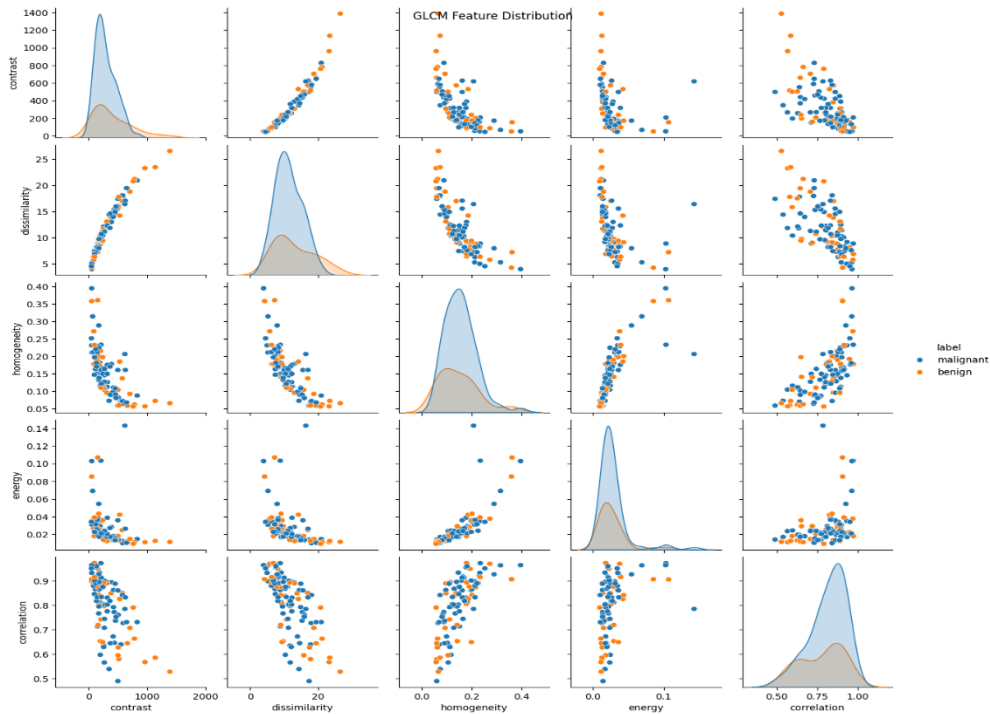 GLCM Feature Distribution
1400
1200
1000
800
600
400
200
0
contrast
25
20
15
10
5
dissimilarity
0.40
0.35
0.30
0.25
0.20
0.15
0.10
0.05
homogeneity
label
malignant
benign
0.14
0.12
0.10
0.08
0.06
0.04
0.02
energy
0.9
0.8
0.7
0.6
0.5
correlation
0 1000 2000
0 20
0.0 0.2 0.4
0.0 0.1
0.50 0.75 1.00
contrast dissimilarity homogeneity energy correlation